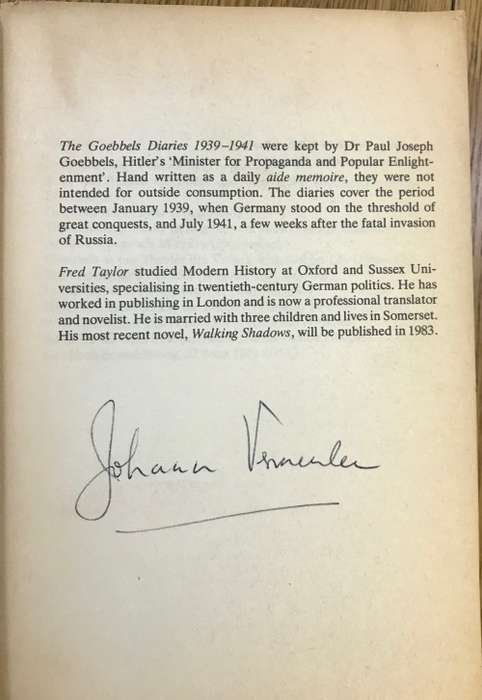 The Goebbels Diaries 1939–1941 were kept by Dr Paul Joseph
Goebbels, Hitler's 'Minister for Propaganda and Popular Enlight-
enment'. Hand written as a daily aide memoire, they were not
intended for outside consumption. The diaries cover the period
between January 1939, when Germany stood on the threshold of
great conquests, and July 1941, a few weeks after the fatal invasion
of Russia.
Fred Taylor studied Modern History at Oxford and Sussex Uni-
versities, specialising in twentieth-century German politics. He has
worked in publishing in London and is now a professional translator
and novelist. He is married with three children and lives in Somerset.
His most recent novel, Walking Shadows, will be published in 1983.
Johann Vermeulen